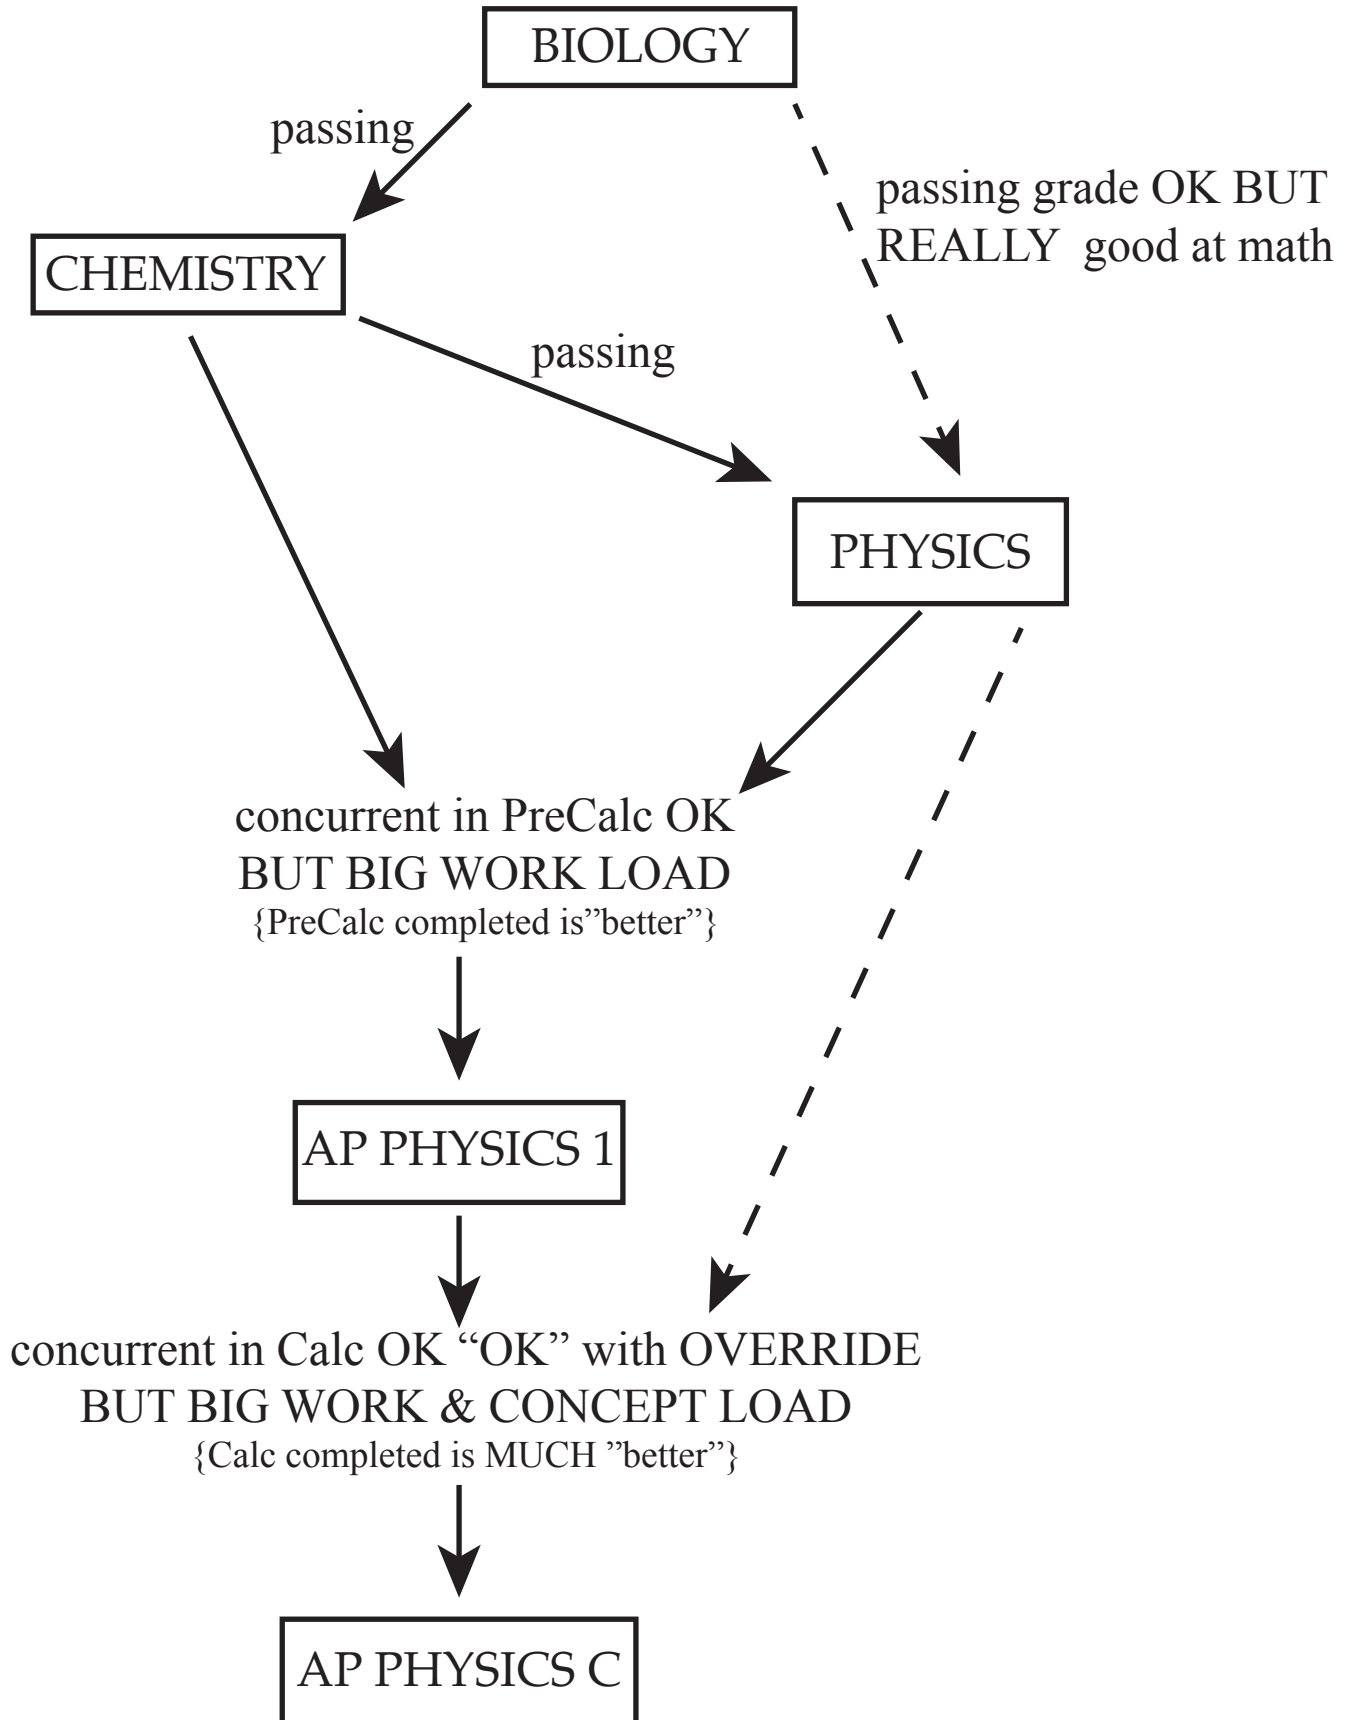 BIOLOGY
passing
passing grade OK BUT
REALLY good at math
CHEMISTRY
passing
PHYSICS
concurrent in PreCalc OK
BUT BIG WORK LOAD
{PreCalc completed is”better”}
AP PHYSICS 1
concurrent in Calc OK “OK” with OVERRIDE
BUT BIG WORK & CONCEPT LOAD
{Calc completed is MUCH ”better”}
AP PHYSICS C